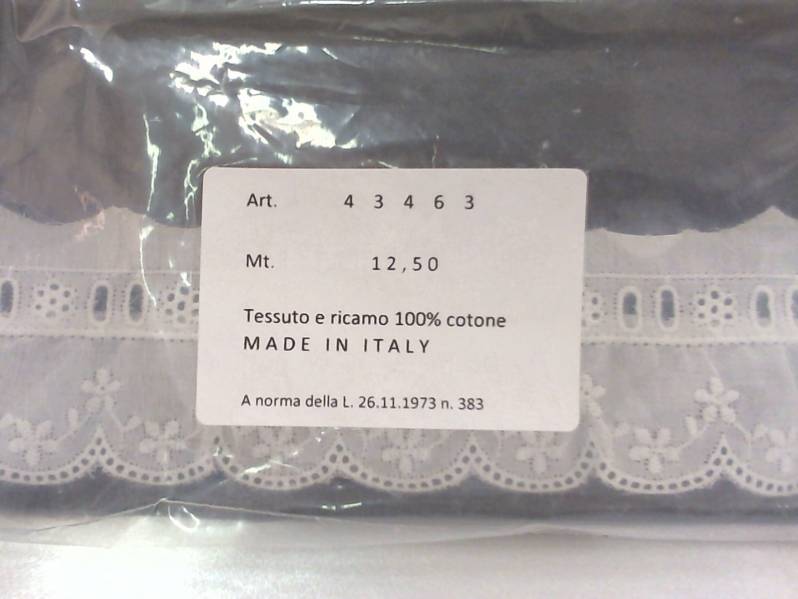 Art. 4 3 4 6 3
Mt. 12,50
Tessuto e ricamo 100% cotone
MADE IN ITALY
A norma della L. 26.11.1973 n. 383